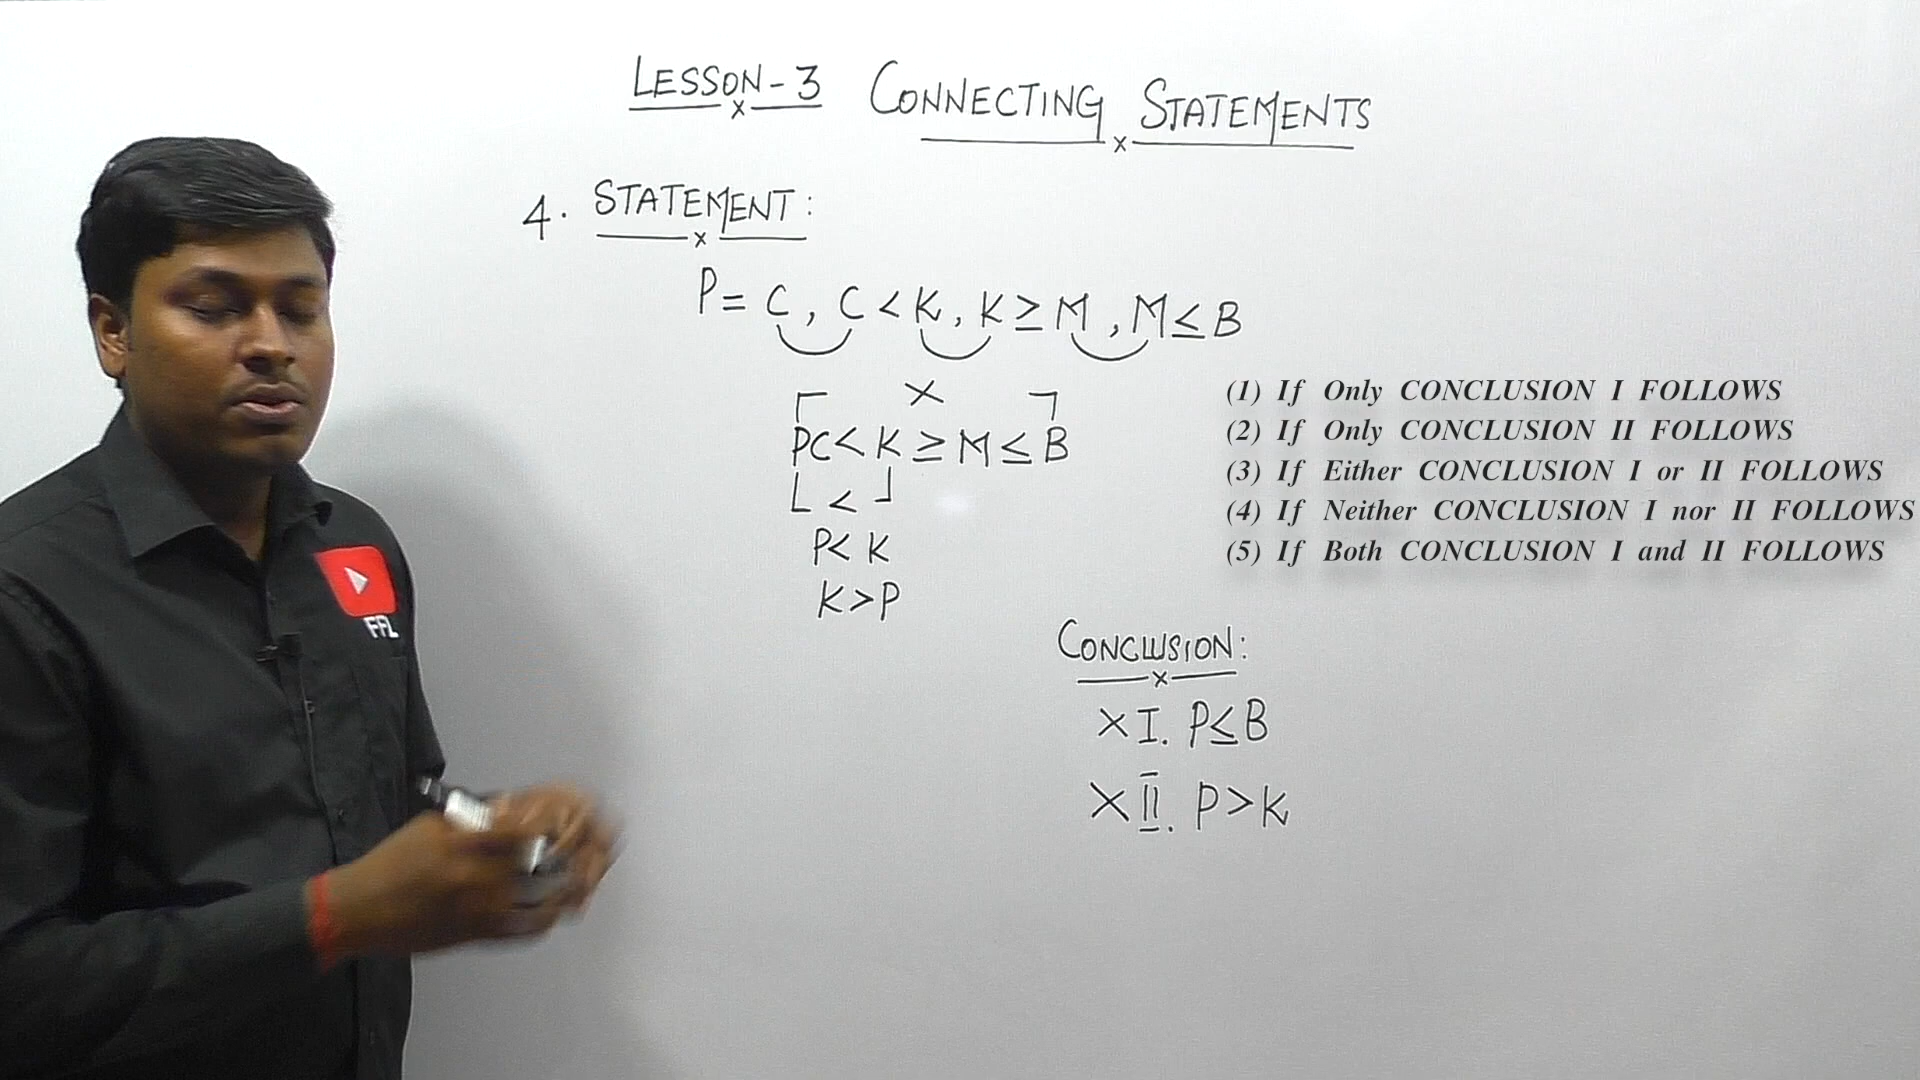 LESSON-3 CONNECTING STATEMENTS
4. STATEMENT:
P = C, C < K, K ≥ M, M ≤ B
×
PC < K ≥ M ≤ B
<
P < K
K > P
(1) If Only CONCLUSION I FOLLOWS
(2) If Only CONCLUSION II FOLLOWS
(3) If Either CONCLUSION I or II FOLLOWS
(4) If Neither CONCLUSION I nor II FOLLOWS
(5) If Both CONCLUSION I and II FOLLOWS
CONCLUSION:
× I. P ≤ B
× II. P > K
FFL